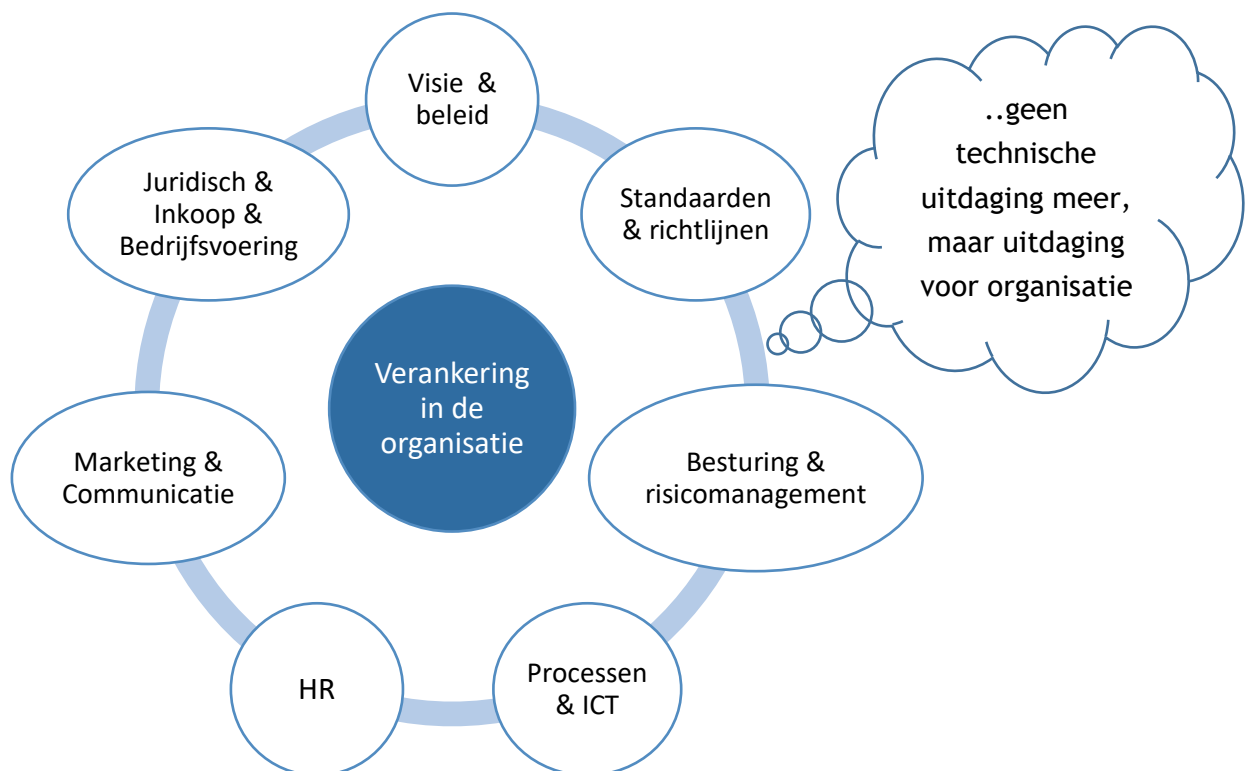 Visie &
beleid
Standaarden
& richtlijnen
Besturing &
risicomanagement
Processen
& ICT
HR
Marketing &
Communicatie
Juridisch &
Inkoop &
Bedrijfsvoering
Verankering
in de
organisatie
..geen
technische
uitdaging meer,
maar uitdaging
voor organisatie